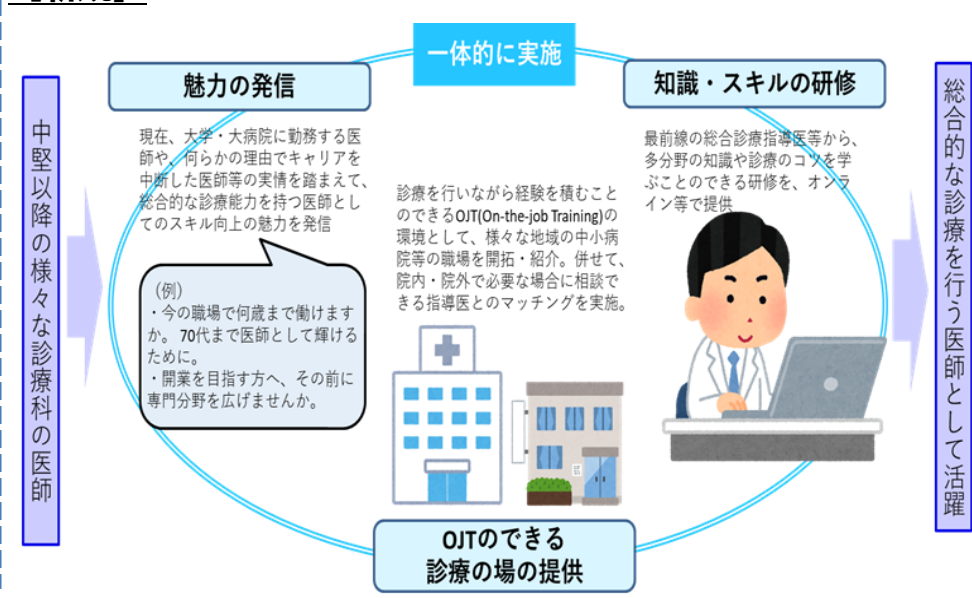 一体的に実施
中堅以降の様々な診療科の医師
魅力の発信
現在、大学・大病院に勤務する医
師や、何らかの理由でキャリアを
中断した医師等の実情を踏まえて、
総合的な診療能力を持つ医師とし
てのスキル向上の魅力を発信
（例）
・今の職場で何歳まで働けます
か。 70代まで医師として輝ける
ために。
・開業を目指す方へ、その前に
専門分野を広げませんか。
診療を行いながら経験を積むこと
のできるOJT(On-the-job Training)の
環境として、様々な地域の中小病
院等の職場を開拓・紹介。併せて、
院内・院外で必要な場合に相談で
きる指導医とのマッチングを実施。
OJTのできる
診療の場の提供
知識・スキルの研修
最前線の総合診療指導医等から、
多分野の知識や診療のコツを学
ぶことのできる研修を、オンラ
イン等で提供
総合的な診療を行う医師として活躍